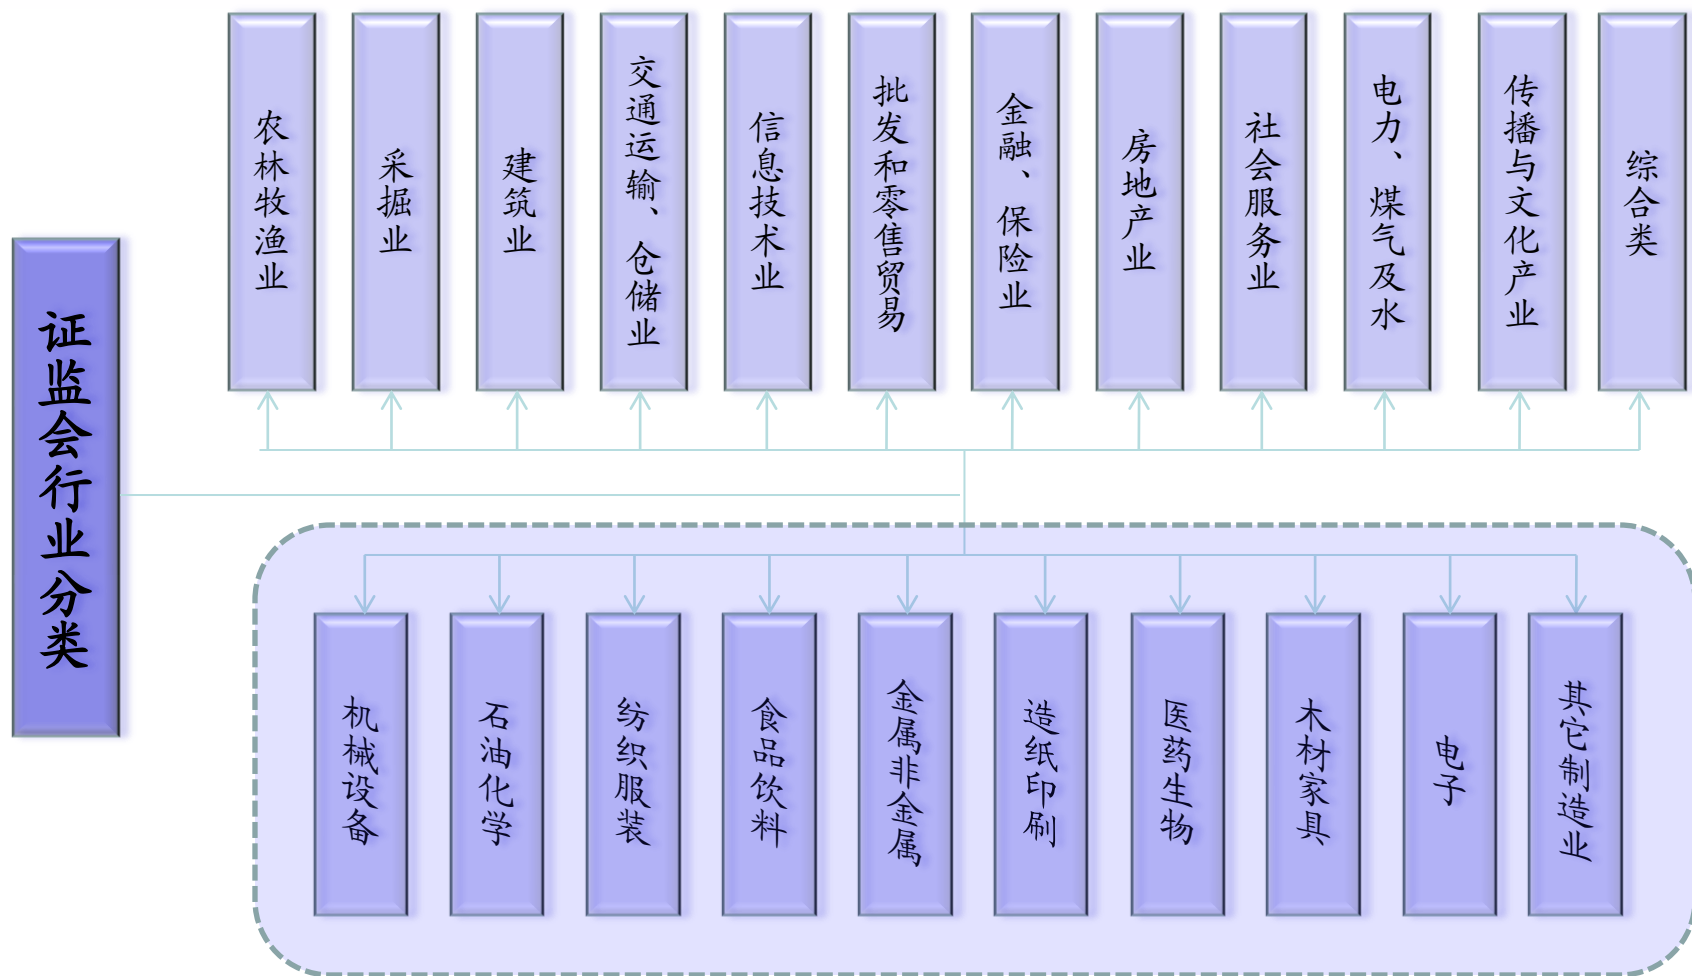 证监会行业分类
农林牧渔业
采掘业
建筑业
交通运输、仓储业
信息技术业
批发和零售贸易
金融、保险业
房地产业
社会服务业
电力、煤气及水
传播与文化产业
综合类
机械设备
石油化学
纺织服装
食品饮料
金属非金属
造纸印刷
医药生物
木材家具
电子
其它制造业